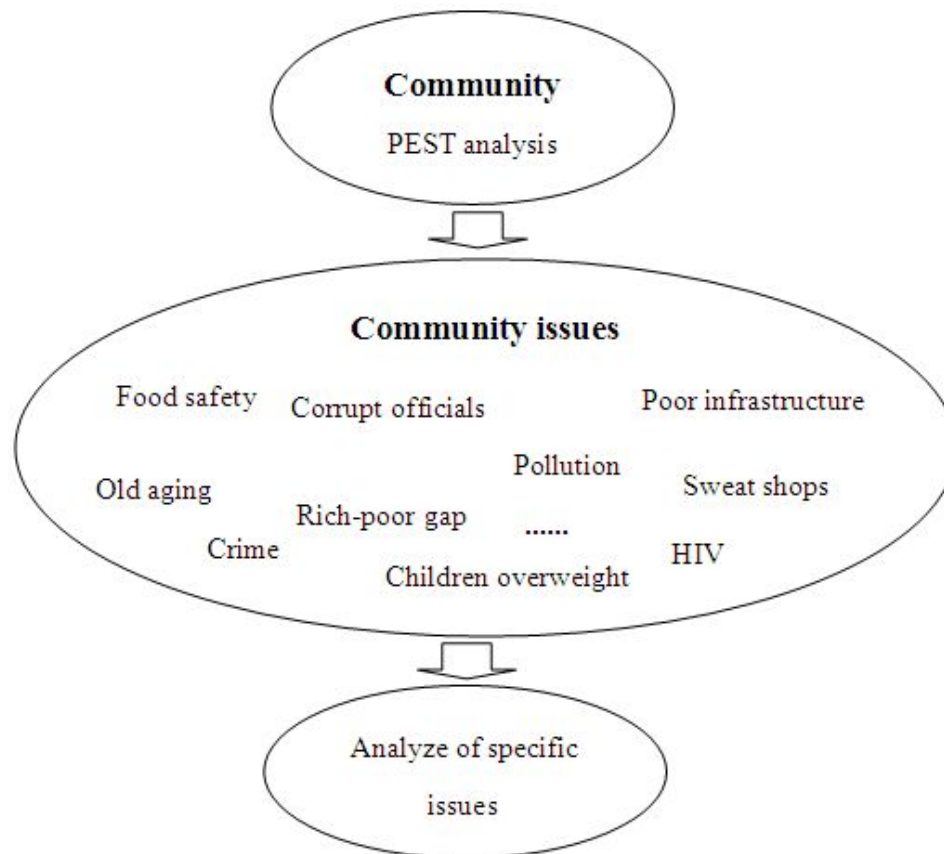 Community
PEST analysis
Community issues
Food safety
Corrupt officials
Poor infrastructure
Pollution
Old aging
Sweat shops
Rich-poor gap
......
Crime
HIV
Children overweight
Analyze of specific
issues